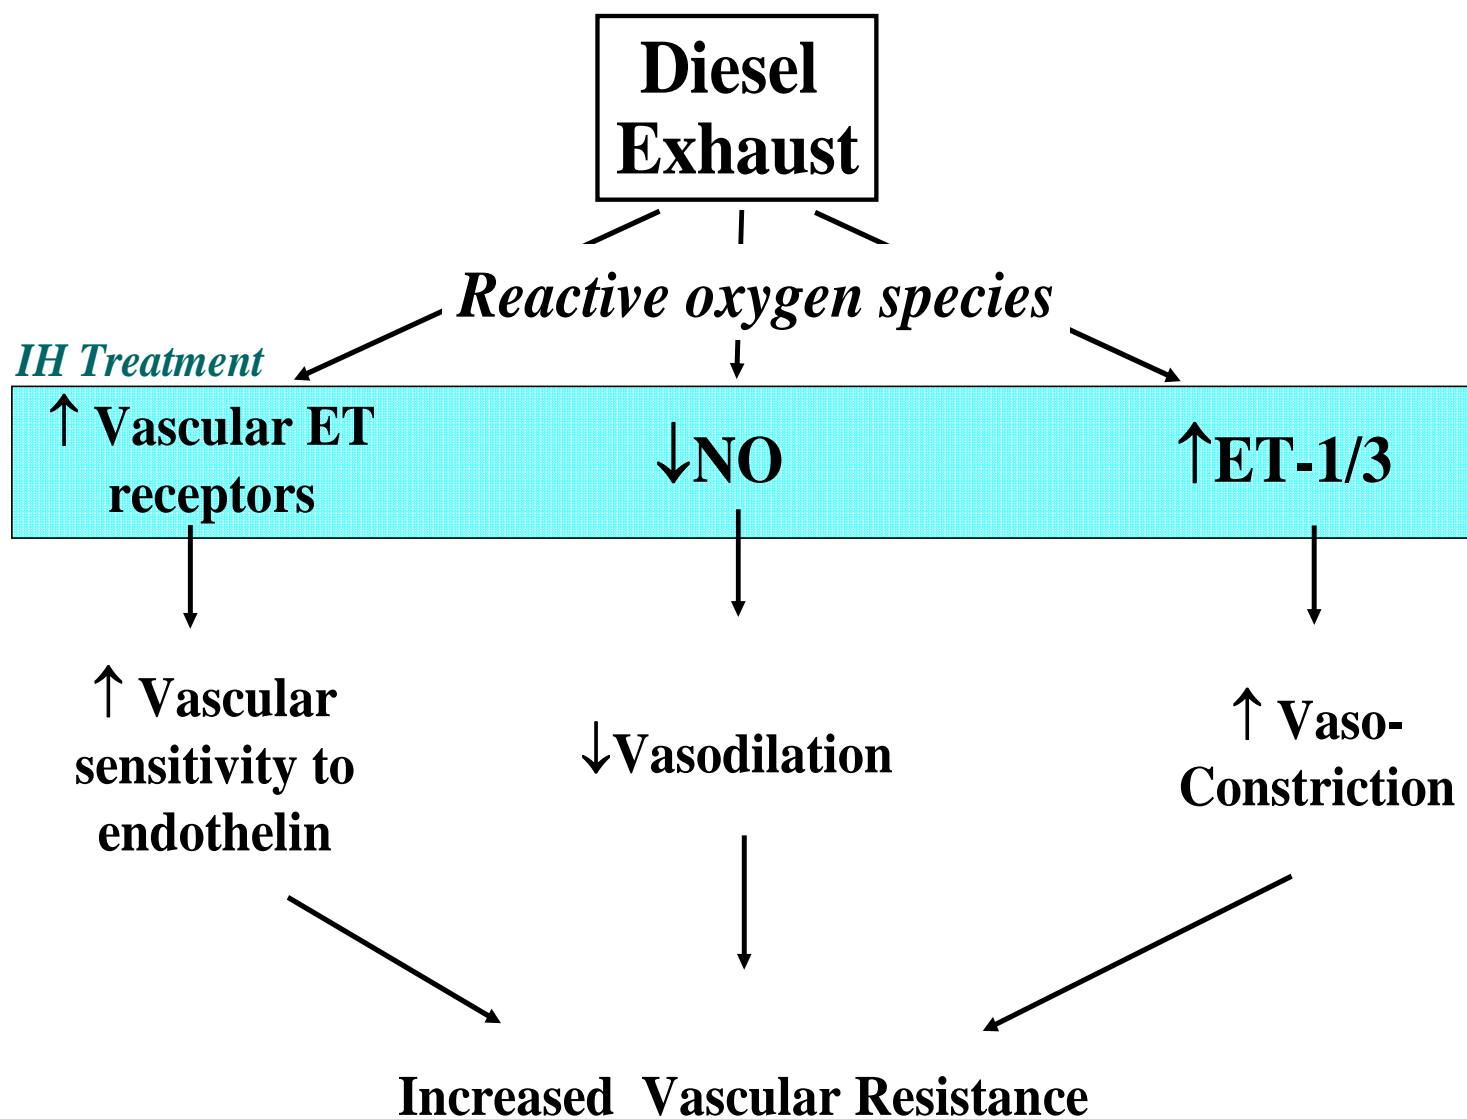 Diesel
Exhaust
Reactive oxygen species
IH Treatment
↑ Vascular ET
receptors
↓NO
↑ET-1/3
↑ Vascular
sensitivity to
endothelin
↓Vasodilation
↑ Vaso-
Constriction
Increased Vascular Resistance